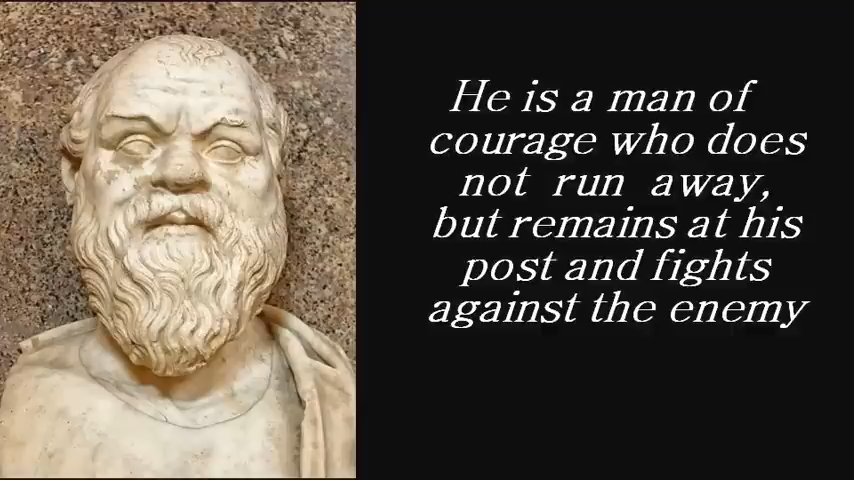 He is a man of
courage who does
not run away,
but remains at his
post and fights
against the enemy